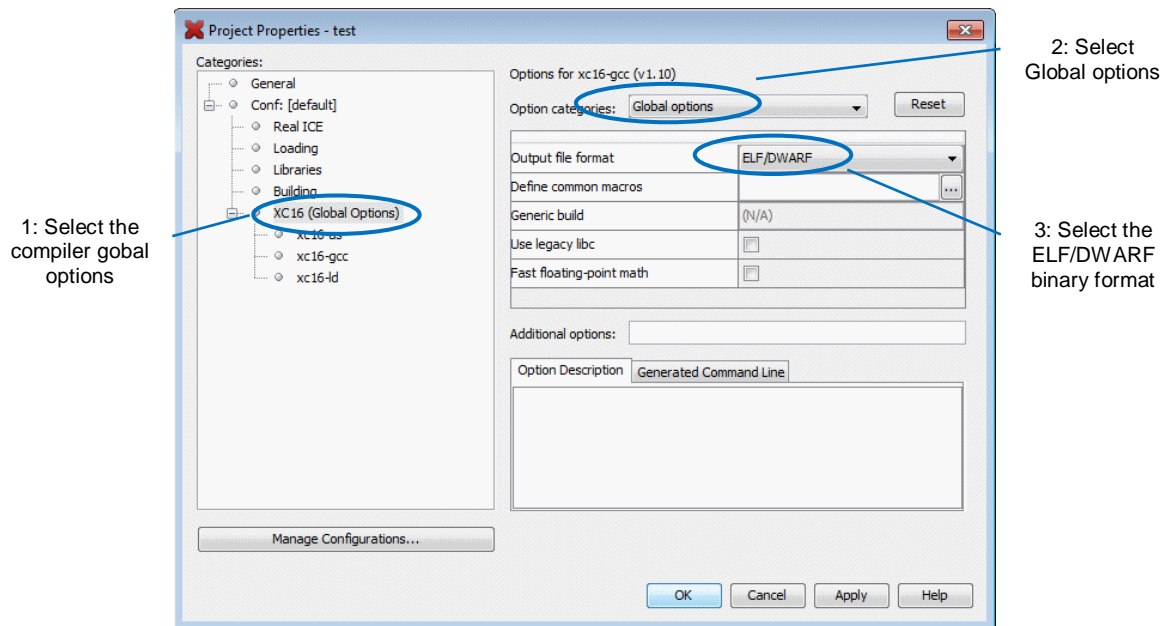 Project Properties - test
Categories:
General
Conf: [default]
Real ICE
Loading
Libraries
Building
XC16 (Global Options)
xc16-as
xc16-gcc
xc16-ld
Manage Configurations...
Options for xc16-gcc (v1.10)
Option categories: Global options
Reset
Output file format ELF/DWARF
Define common macros ...
Generic build (N/A)
Use legacy libc
Fast floating-point math
Additional options:
Option Description Generated Command Line
OK Cancel Apply Help
1: Select the
compiler gobal
options
2: Select
Global options
3: Select the
ELF/DWARF
binary format